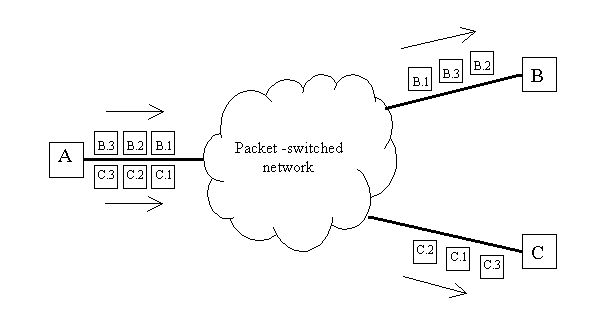 B.1 B.3 B.2
B
B.3 B.2 B.1
A
Packet -switched
network
C.3 C.2 C.1
C.2 C.1 C.3
C